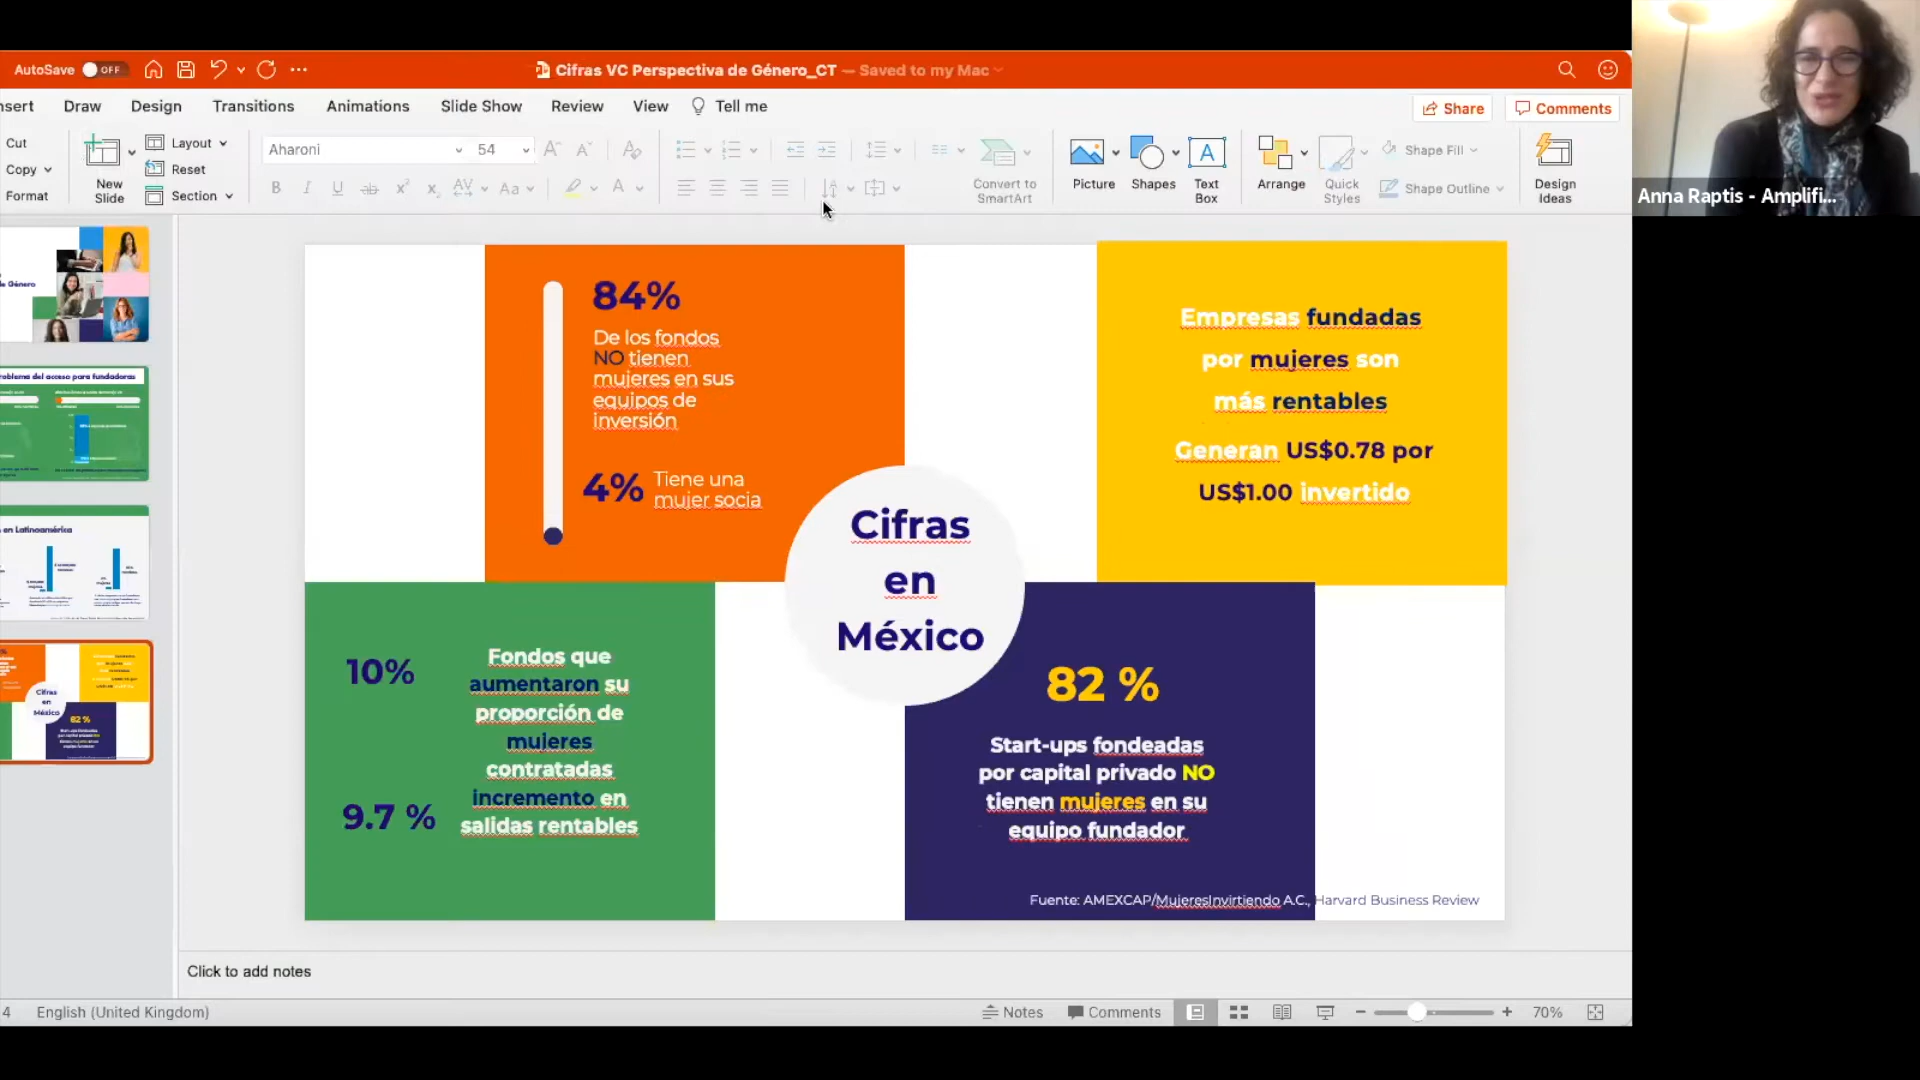 AutoSave OFF
Cifras VC Perspectiva de Género_CT — Saved to my Mac
nsert Draw Design Transitions Animations Slide Show Review View Tell me
Share Comments
Cut
Copy
Format
New
Slide
Layout
Reset
Section
Aharoni 54
Convert to
SmartArt
Picture
Shapes
Text
Box
Arrange
Quick
Styles
Shape Fill
Shape Outline
Design
Ideas
Anna Raptis - Amplifi...
84%
De los fondos
NO tienen
mujeres en sus
equipos de
inversión
4% Tiene una
mujer socia
Empresas fundadas
por mujeres son
más rentables
Generan US$0.78 por
US$1.00 invertido
Cifras
en
México
10%
9.7 %
Fondos que
aumentaron su
proporción de
mujeres
contratadas
incremento en
salidas rentables
82 %
Start-ups fondeadas
por capital privado NO
tienen mujeres en su
equipo fundador
Fuente: AMEXCAP/MujeresInvirtiendo A.C., Harvard Business Review
Click to add notes
4 English (United Kingdom)
Notes Comments 70%